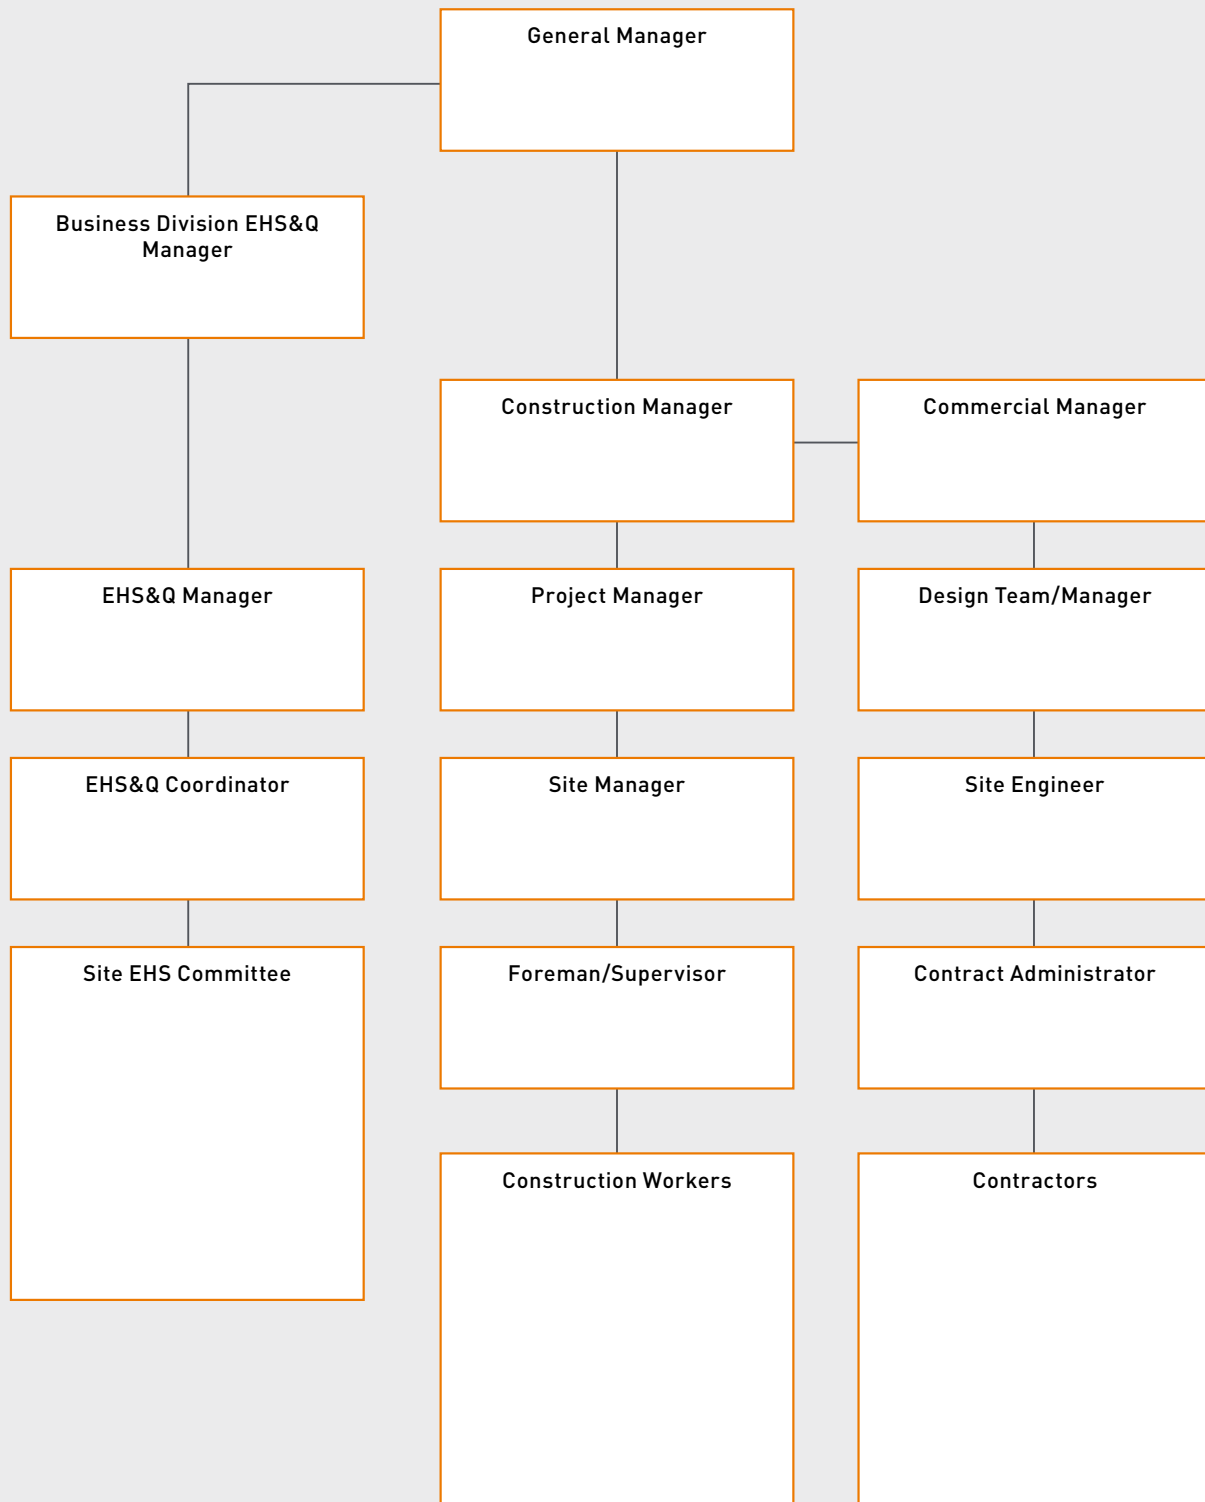 General Manager
Business Division EHS&Q
Manager
Construction Manager
Commercial Manager
EHS&Q Manager
Project Manager
Design Team/Manager
EHS&Q Coordinator
Site Manager
Site Engineer
Site EHS Committee
Foreman/Supervisor
Contract Administrator
Construction Workers
Contractors